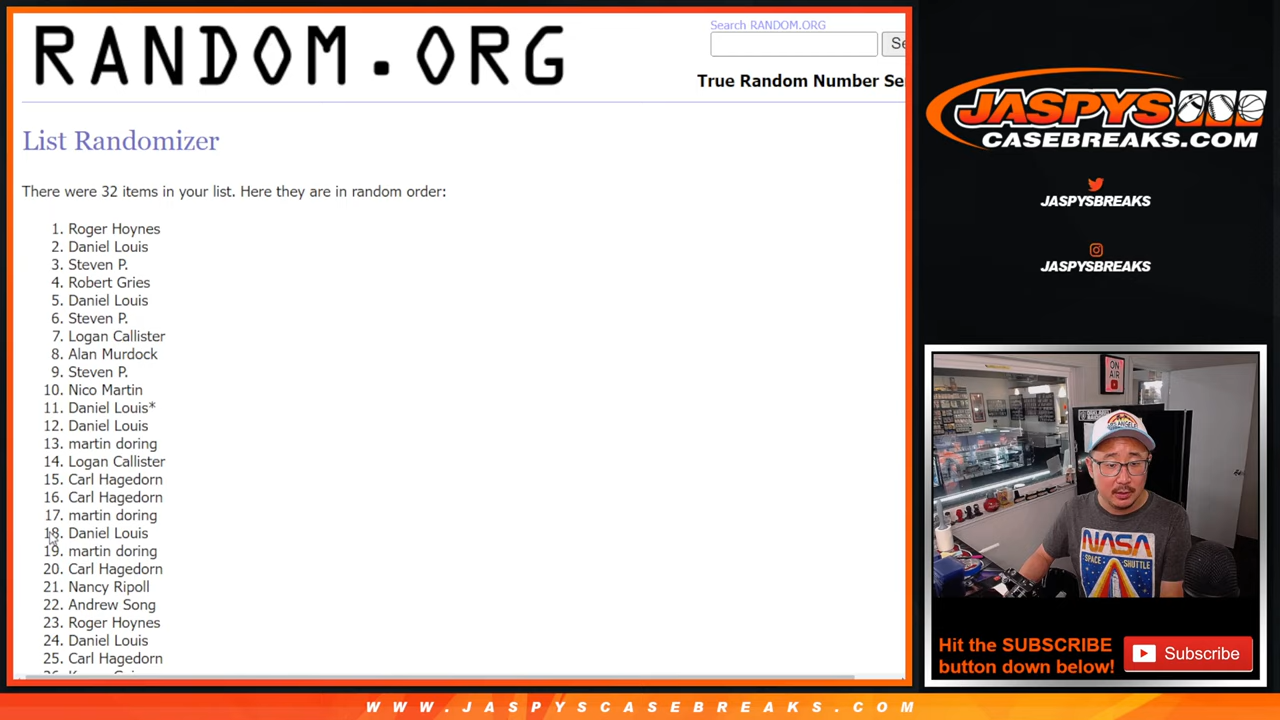 RANDOM.ORG
Search RANDOM.ORG
Se
True Random Number Se
List Randomizer
There were 32 items in your list. Here they are in random order:
1. Roger Hoynes
2. Daniel Louis
3. Steven P.
4. Robert Gries
5. Daniel Louis
6. Steven P.
7. Logan Callister
8. Alan Murdock
9. Steven P.
10. Nico Martin
11. Daniel Louis*
12. Daniel Louis
13. martin doring
14. Logan Callister
15. Carl Hagedorn
16. Carl Hagedorn
17. martin doring
18. Daniel Louis
19. martin doring
20. Carl Hagedorn
21. Nancy Ripoll
22. Andrew Song
23. Roger Hoynes
24. Daniel Louis
25. Carl Hagedorn
JASPYS
CASEBREAKS.COM
JASPYSBREAKS
JASPYSBREAKS
ON
AIR
NASA
SPACE SHUTTLE
Hit the SUBSCRIBE
button down below!
Subscribe
WWW.JASPYSCASEBREAKS.COM